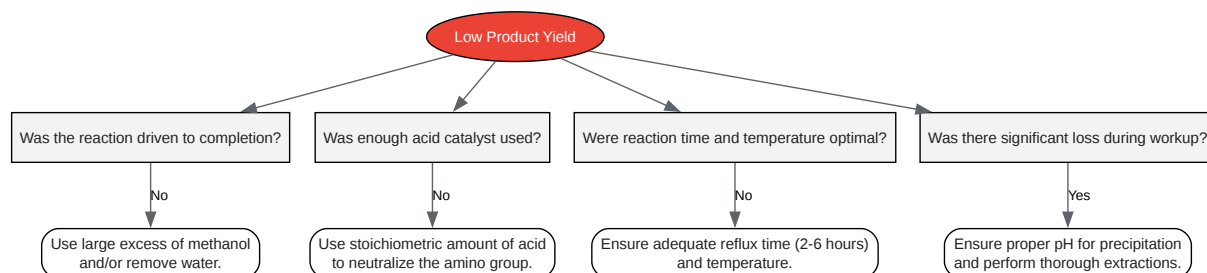 Low Product Yield
Was the reaction driven to completion?
Was enough acid catalyst used?
Were reaction time and temperature optimal?
Was there significant loss during workup?
No
No
No
Yes
Use large excess of methanol
and/or remove water.
Use stoichiometric amount of acid
to neutralize the amino group.
Ensure adequate reflux time (2-6 hours)
and temperature.
Ensure proper pH for precipitation
and perform thorough extractions.